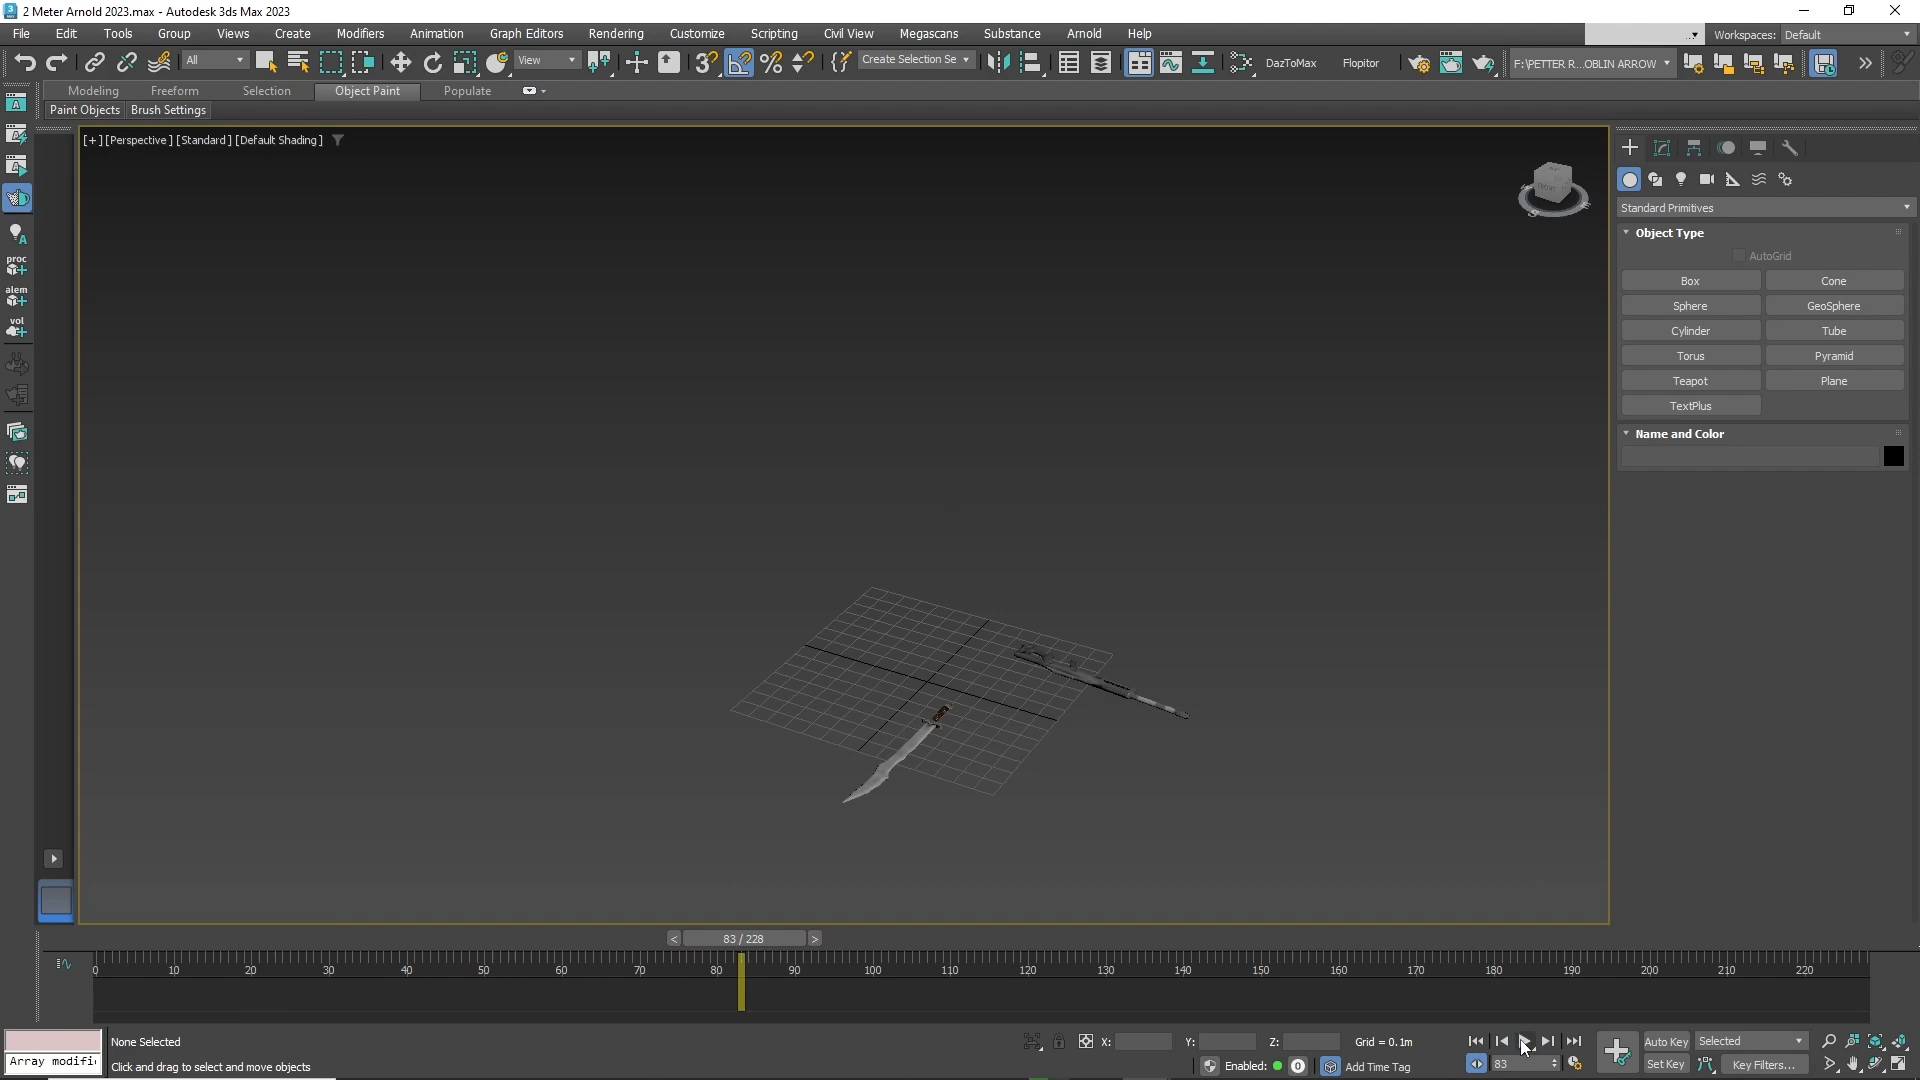 2 Meter Arnold 2023.max - Autodesk 3ds Max 2023
File Edit Tools Group Views Create Modifiers Animation Graph Editors Rendering Customize Scripting Civil View Megascans Substance Arnold Help
Workspaces: Default
All View Create Selection Se DazToMax Flopitor F:\PETTER R...OBLIN ARROW
Modeling Freeform Selection Object Paint Populate
Paint Objects Brush Settings
[+] [Perspective] [Standard] [Default Shading]
Standard Primitives
Object Type
AutoGrid
Box Cone
Sphere GeoSphere
Cylinder Tube
Torus Pyramid
Teapot Plane
TextPlus
Name and Color
proc
alem
vol
< 83 / 228 >
0 10 20 30 40 50 60 70 80 90 100 110 120 130 140 150 160 170 180 190 200 210 220
None Selected X: Y: Z: Grid = 0.1m Auto Key Selected
Array modifi Click and drag to select and move objects Enabled: 0 Add Time Tag 83 Set Key Key Filters...